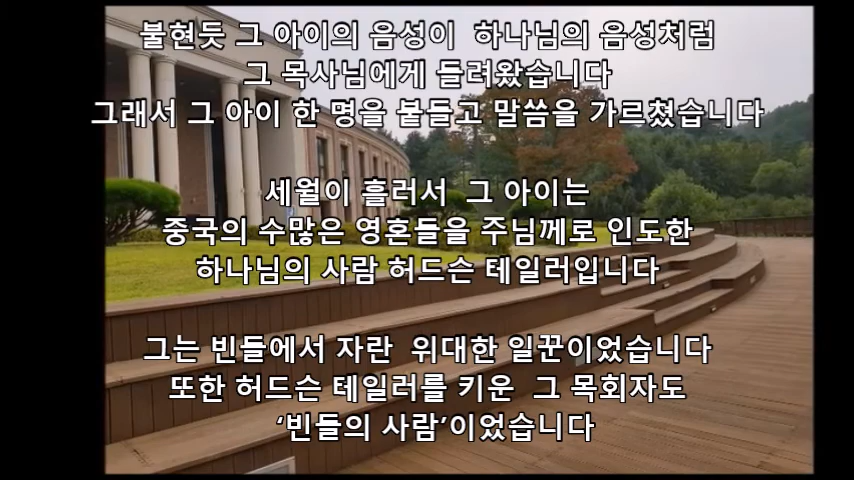 불현듯 그 아이의 음성이 하나님의 음성처럼
그 목사님에게 들려왔습니다
그래서 그 아이 한 명을 붙들고 말씀을 가르쳤습니다
세월이 흘러서 그 아이는
중국의 수많은 영혼들을 주님께로 인도한
하나님의 사람 허드슨 테일러입니다
그는 빈들에서 자란 위대한 일꾼이었습니다
또한 허드슨 테일러를 키운 그 목회자도
‘빈들의 사람’이었습니다